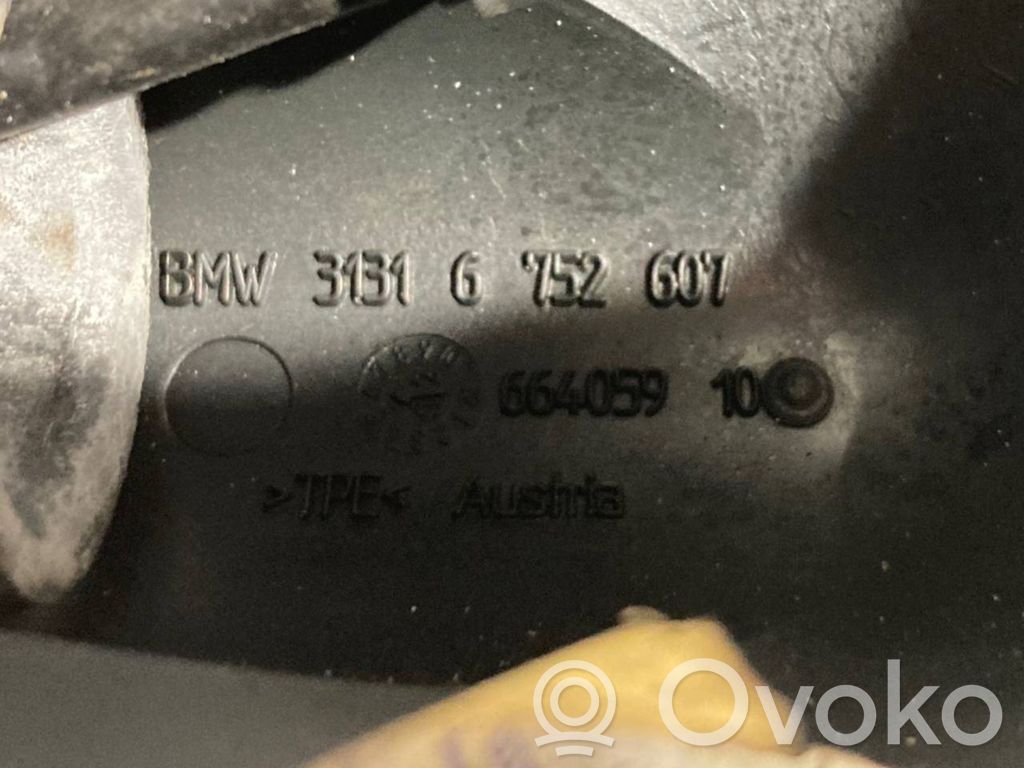 BMW 3131 6 752 607
664059 10
>TPE< Austria
Ovoko